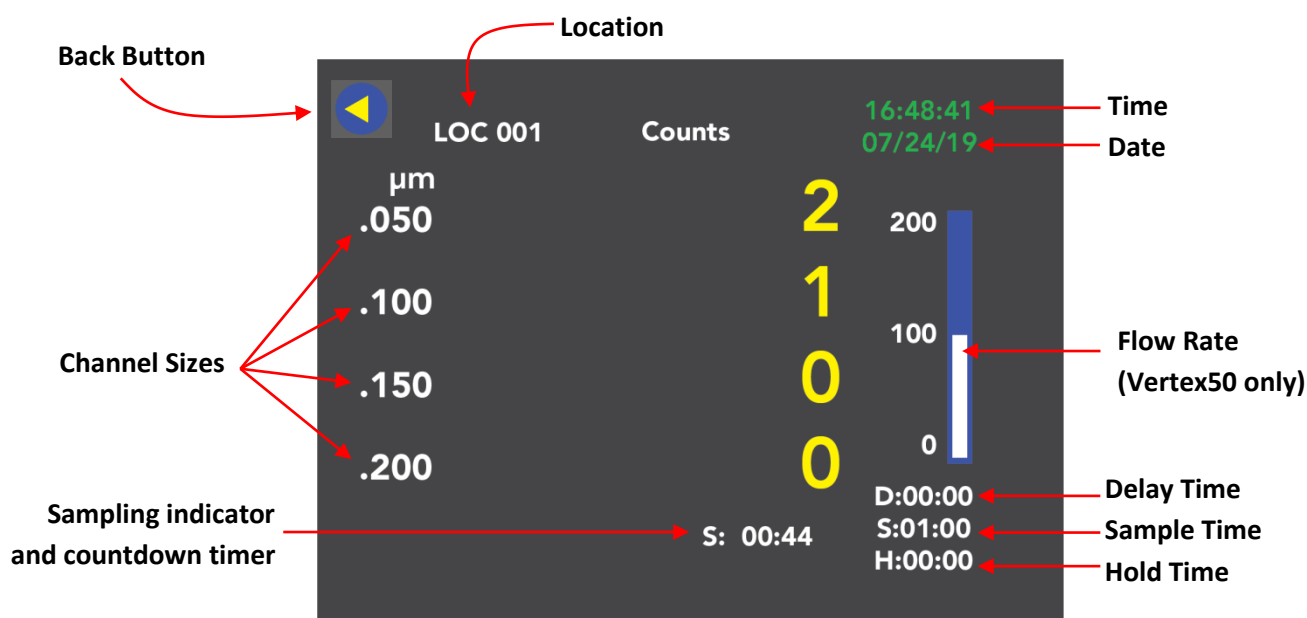 Location
Back Button
16:48:41
Time
LOC 001
Counts
07/24/19
Date
µm
.050
2
200
.100
1
100
Flow Rate
(Vertex50 only)
Channel Sizes
.150
0
0
.200
0
D:00:00
Delay Time
Sampling indicator
and countdown timer
S: 00:44
S:01:00
Sample Time
H:00:00
Hold Time